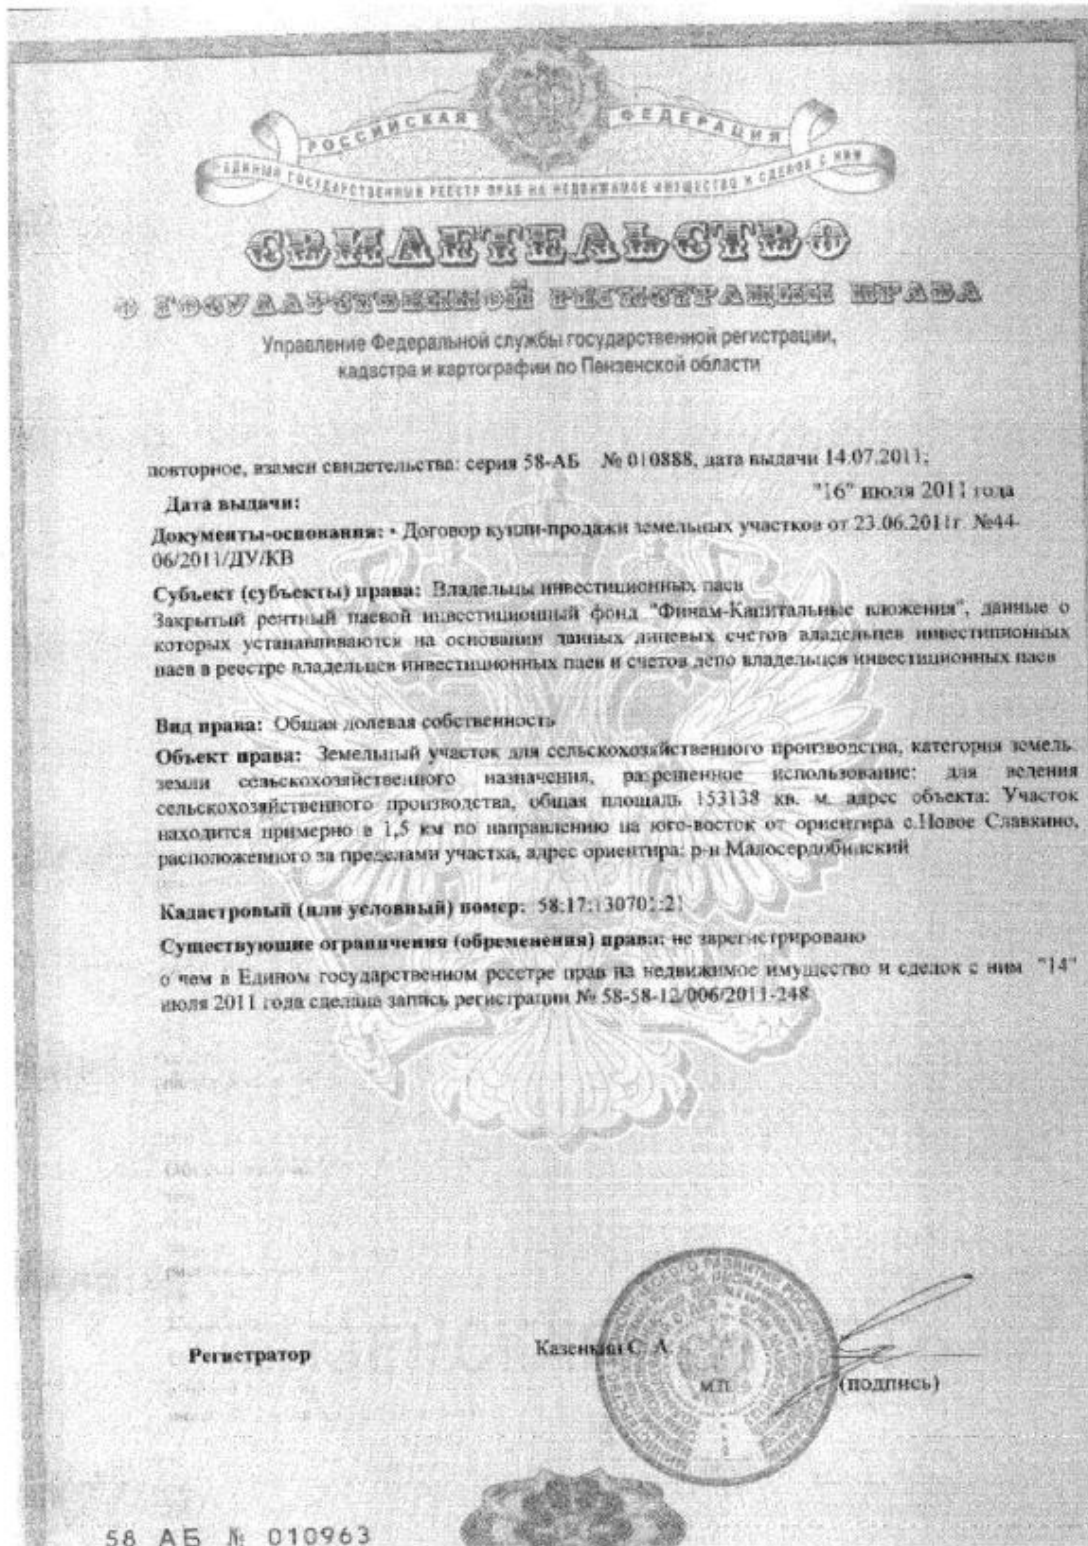 РОССИЙСКАЯ ФЕДЕРАЦИЯ
ЕДИНЫЙ ГОСУДАРСТВЕННЫЙ РЕЕСТР ПРАВ НА НЕДВИЖИМОЕ ИМУЩЕСТВО И СДЕЛОК С НИМ
СВИДЕТЕЛЬСТВО
О ГОСУДАРСТВЕННОЙ РЕГИСТРАЦИИ ПРАВА
Управление Федеральной службы государственной регистрации,
кадастра и картографии по Пензенской области
повторное, взамен свидетельства: серия 58-АБ № 010888, дата выдачи 14.07.2011;
Дата выдачи: "16" июля 2011 года
Документы-основания: • Договор купли-продажи земельных участков от 23.06.2011г. №44-
06/2011/ДУ/КВ
Субъект (субъекты) права: Владельцы инвестиционных паев
Закрытый рентный паевой инвестиционный фонд "Финам-Капитальные вложения", данные о
которых устанавливаются на основании данных лицевых счетов владельцев инвестиционных
паев в реестре владельцев инвестиционных паев и счетов депо владельцев инвестиционных паев
Вид права: Общая долевая собственность
Объект права: Земельный участок для сельскохозяйственного производства, категория земель:
земли сельскохозяйственного назначения, разрешенное использование: для ведения
сельскохозяйственного производства, общая площадь 153138 кв. м. адрес объекта: Участок
находится примерно в 1,5 км по направлению на юго-восток от ориентира с.Новое Славкино,
расположенного за пределами участка, адрес ориентира: р-н Малосердобинский
Кадастровый (или условный) номер: 58:17:130701:21
Существующие ограничения (обременения) права: не зарегистрировано
о чем в Едином государственном реестре прав на недвижимое имущество и сделок с ним "14"
июля 2011 года сделана запись регистрации № 58-58-12/006/2011-248
Регистратор Казенкин С. А.
М.П.
(подпись)
58 АБ № 010963